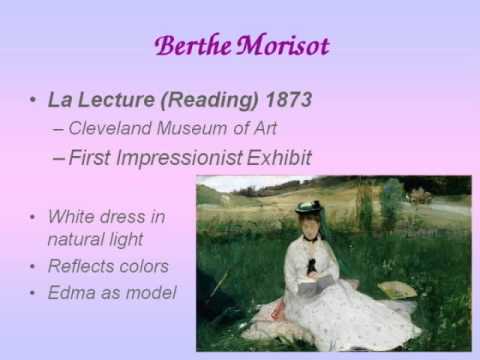 Berthe Morisot
• La Lecture (Reading) 1873
– Cleveland Museum of Art
– First Impressionist Exhibit
• White dress in
natural light
• Reflects colors
• Edma as model